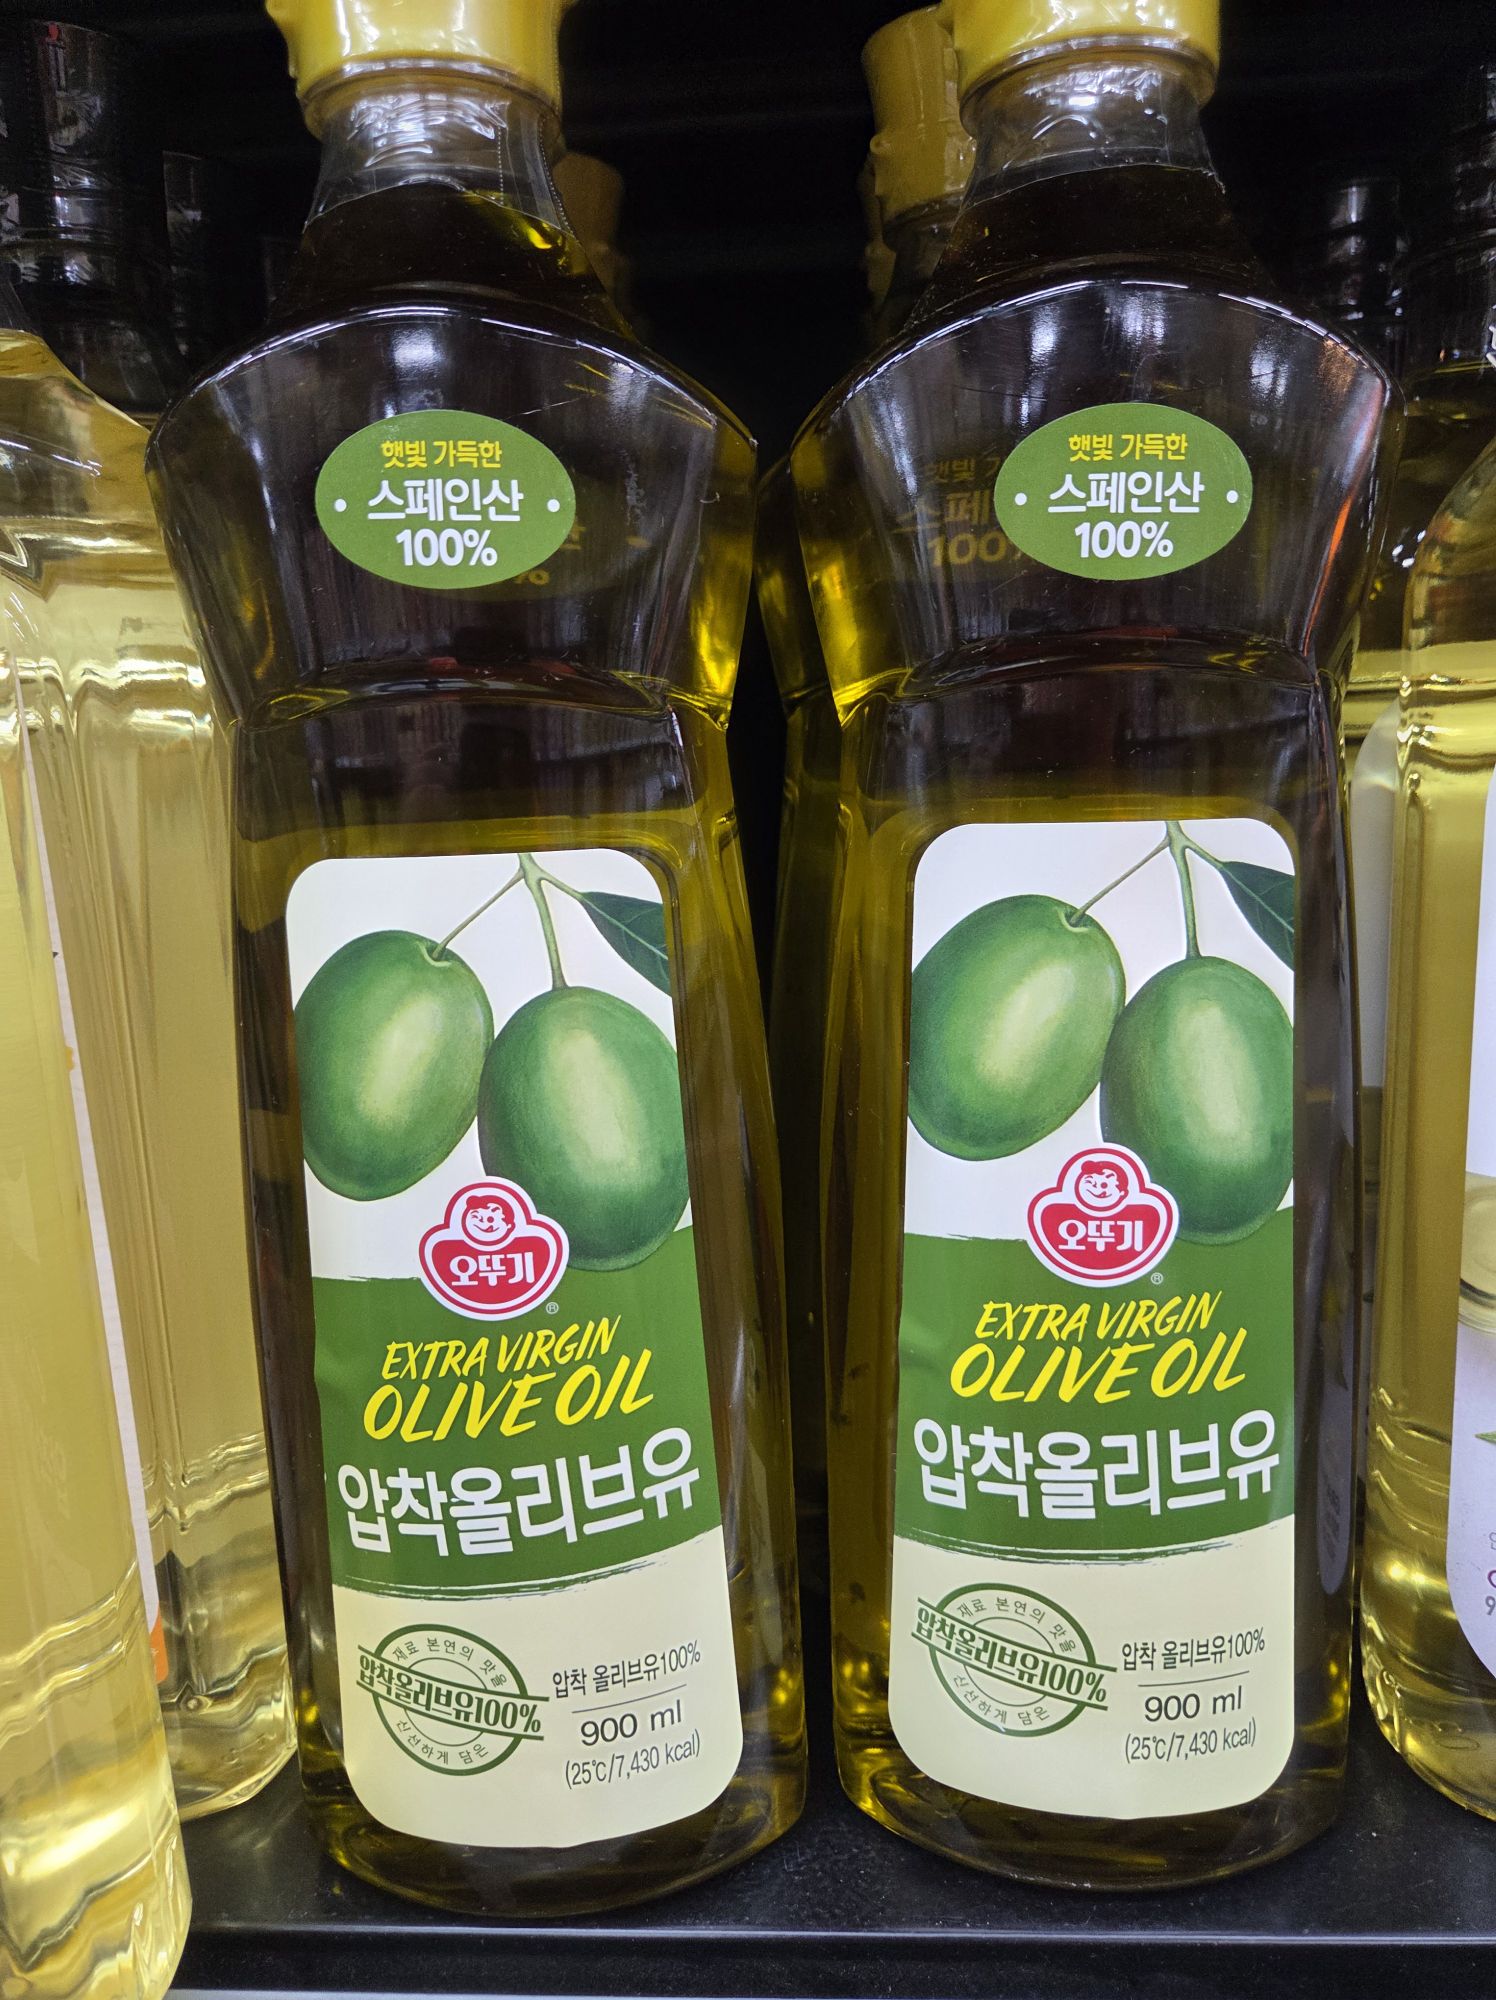 햇빛 가득한
스페인산
100%
오뚜기
®
EXTRA VIRGIN
OLIVE OIL
압착올리브유
재료 본연의 맛을
압착올리브유100%
신선하게 담은
압착 올리브유100%
900 ml
(25℃/7,430 kcal)
햇빛 가득한
스페인산
100%
오뚜기
®
EXTRA VIRGIN
OLIVE OIL
압착올리브유
재료 본연의 맛을
압착올리브유100%
신선하게 담은
압착 올리브유100%
900 ml
(25℃/7,430 kcal)